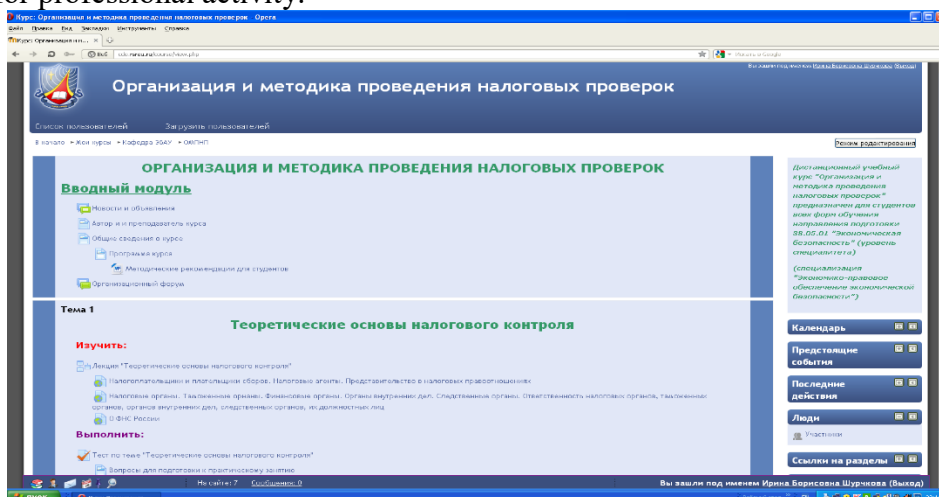 for professional activity.
Курс: Организация и методика проведения налоговых проверок Opera
Файл Правка Вид Закладки Инструменты Справка
Веб
Вы зашли под именем Ирина Борисовна Шурчкова (Выход)
Организация и методика проведения налоговых проверок
Список пользователей Загрузить пользователей
В начало ► Мои курсы ► Кафедра ЭБАУ ► ОМПНП
Режим редактирования
ОРГАНИЗАЦИЯ И МЕТОДИКА ПРОВЕДЕНИЯ НАЛОГОВЫХ ПРОВЕРОК
Вводный модуль
Новости и объявления
Автор и преподаватель курса
Общие сведения о курсе
Программа курса
Методические рекомендации для студентов
Организационный форум
Тема 1
Теоретические основы налогового контроля
Изучить:
Лекция "Теоретические основы налогового контроля"
Налогоплательщики и плательщики сборов. Налоговые агенты. Представительство в налоговых правоотношениях
Налоговые органы. Таможенные органы. Финансовые органы. Органы внутренних дел. Следственные органы. Ответственность налоговых органов, таможенных
органов, органов внутренних дел, следственных органов, их должностных лиц
О ФНС России
Выполнить:
Тест по теме "Теоретические основы налогового контроля"
Вопросы для подготовки к практическому занятию
Дистанционный учебный
курс "Организация и
методика проведения
налоговых проверок"
предназначен для студентов
всех форм обучения
направления подготовки
38.05.01 "Экономическая
безопасность" (уровень
специалитета)
(специализация
"Экономико-правовое
обеспечение экономической
безопасности")
Календарь
Предстоящие
события
Последние
действия
Люди
Участники
Ссылки на разделы
На сайте: 7 Сообщения: 0
Вы зашли под именем Ирина Борисовна Шурчкова (Выход)